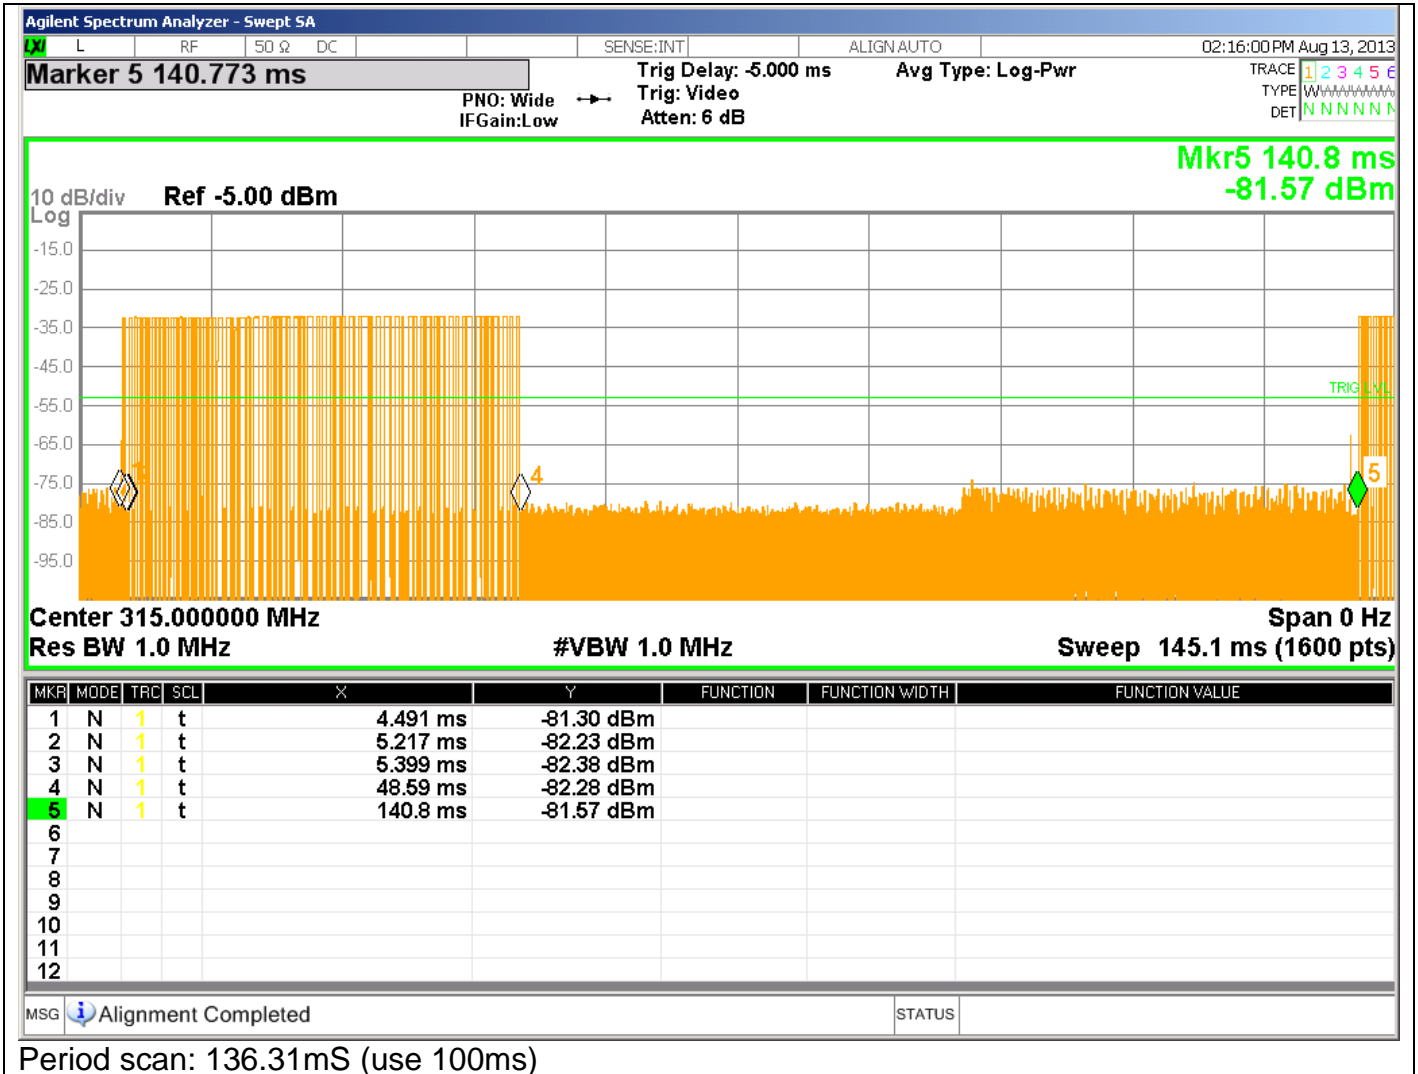 Agilent Spectrum Analyzer - Swept SA
LXI L RF 50 Ω DC SENSE:INT ALIGN AUTO 02:16:00 PM Aug 13, 2013
Marker 5 140.773 ms
PNO: Wide
IFGain:Low
Trig Delay: -5.000 ms
Trig: Video
Atten: 6 dB
Avg Type: Log-Pwr
TRACE 1 2 3 4 5 6
TYPE W
DET N N N N N N
Mkr5 140.8 ms
-81.57 dBm
10 dB/div Ref -5.00 dBm
Log
-15.0
-25.0
-35.0
-45.0
TRIG LVL
-55.0
-65.0
-75.0
4
5
-85.0
-95.0
Center 315.000000 MHz Span 0 Hz
Res BW 1.0 MHz #VBW 1.0 MHz Sweep 145.1 ms (1600 pts)
MKR MODE TRC SCL X Y FUNCTION FUNCTION WIDTH FUNCTION VALUE
1 N 1 t 4.491 ms -81.30 dBm
2 N 1 t 5.217 ms -82.23 dBm
3 N 1 t 5.399 ms -82.38 dBm
4 N 1 t 48.59 ms -82.28 dBm
5 N 1 t 140.8 ms -81.57 dBm
6
7
8
9
10
11
12
MSG Alignment Completed STATUS
Period scan: 136.31mS (use 100ms)